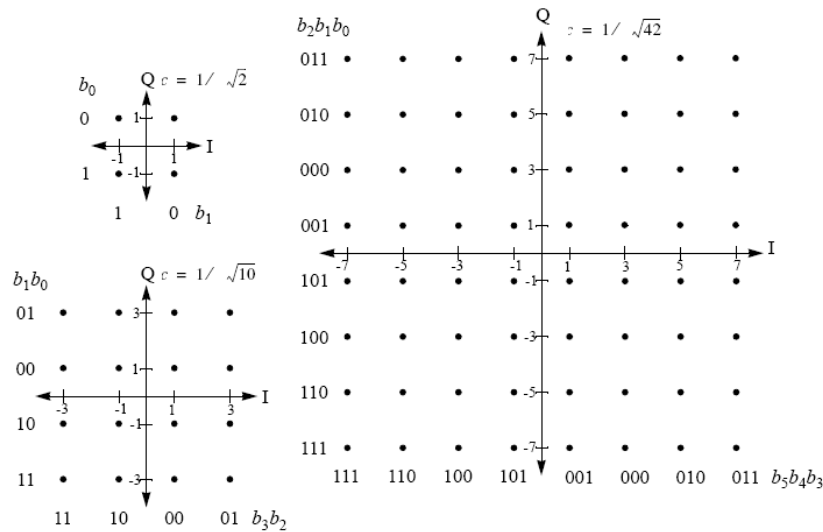 b₀
Q c = 1/ √2
0
1
I
-1
1
1
-1
1 0 b₁
b₁b₀
Q c = 1/ √10
01
3
00
1
I
-3 -1 1 3
10
-1
11
-3
11 10 00 01 b₃b₂
b₂b₁b₀
Q
c = 1/ √42
011
7
010
5
000
3
001
1
I
-7 -5 -3 -1 1 3 5 7
101
-1
100
-3
110
-5
111
-7
111 110 100 101 001 000 010 011 b₅b₄b₃